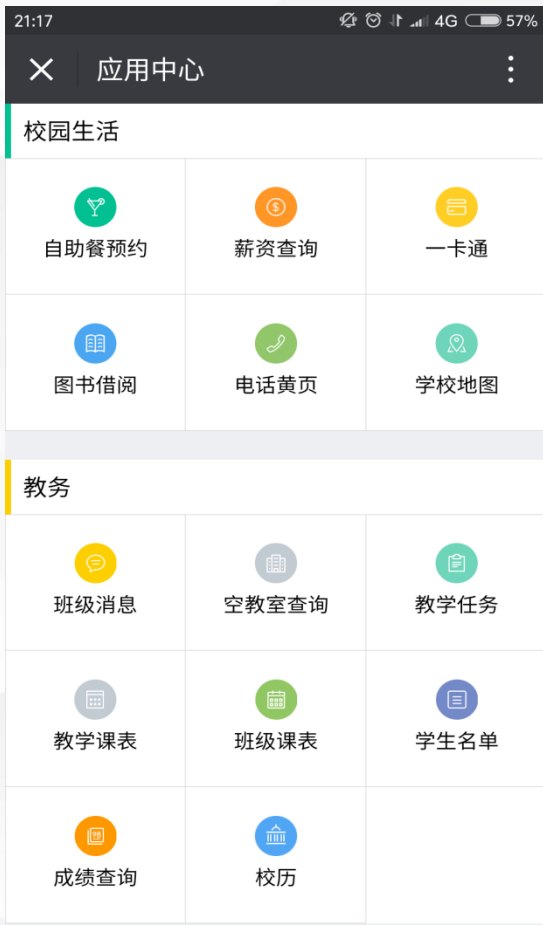 21:17 4G 57%
应用中心
校园生活
自助餐预约 薪资查询 一卡通
图书借阅 电话黄页 学校地图
教务
班级消息 空教室查询 教学任务
教学课表 班级课表 学生名单
成绩查询 校历